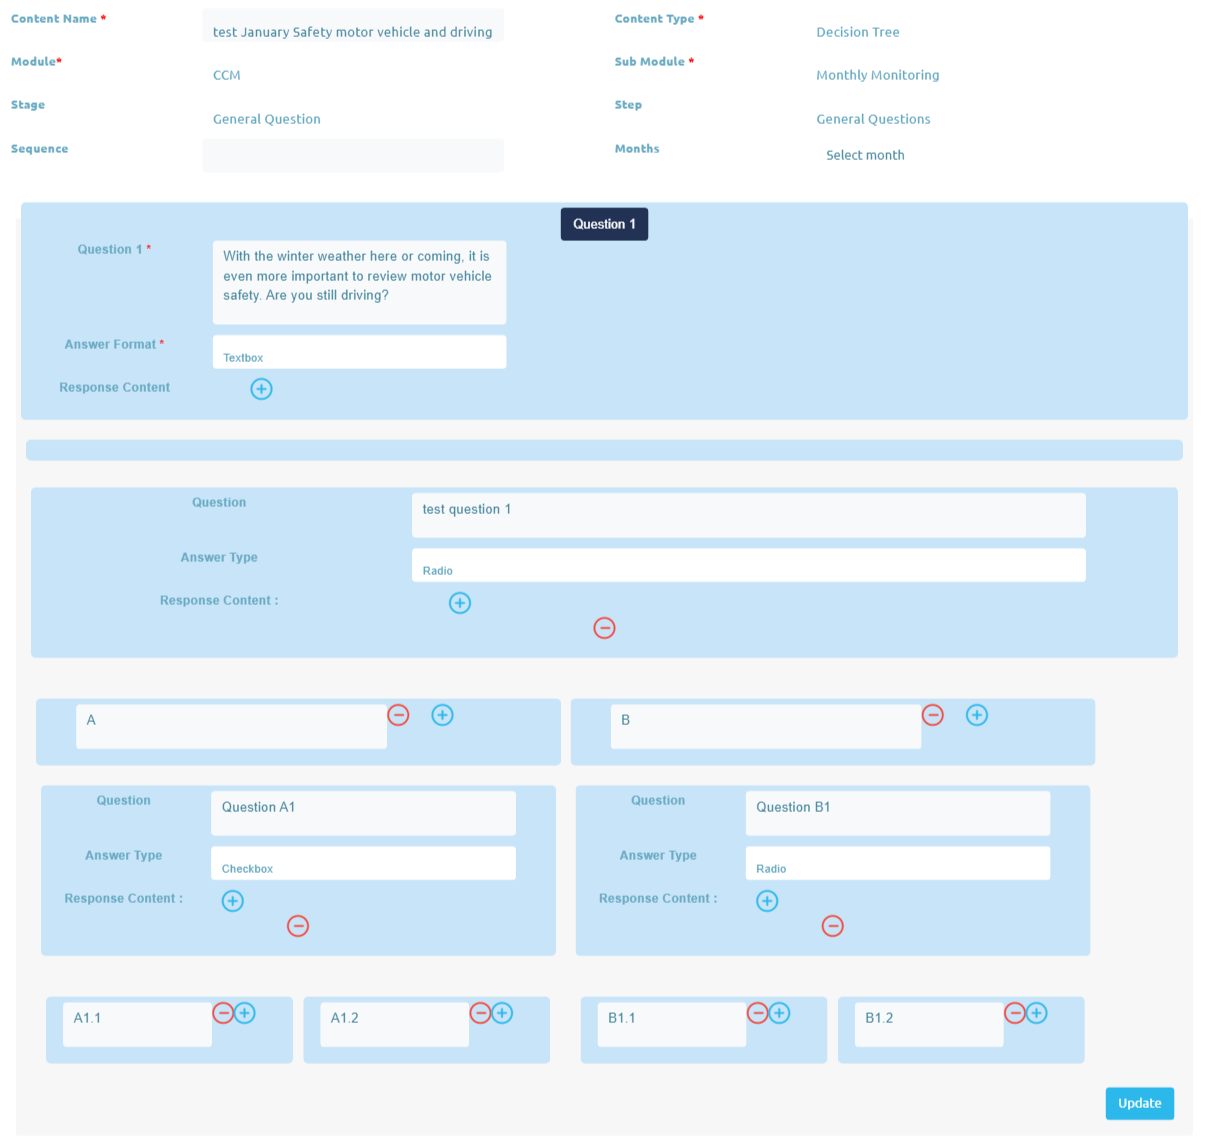 Content Name *
test January Safety motor vehicle and driving
Content Type *
Decision Tree
Module*
CCM
Sub Module *
Monthly Monitoring
Stage
General Question
Step
General Questions
Sequence
Months
Select month
Question 1
Question 1 *
With the winter weather here or coming, it is
even more important to review motor vehicle
safety. Are you still driving?
Answer Format *
Textbox
Response Content
Question
test question 1
Answer Type
Radio
Response Content :
A
B
Question
Question A1
Question
Question B1
Answer Type
Checkbox
Answer Type
Radio
Response Content :
Response Content :
A1.1
A1.2
B1.1
B1.2
Update